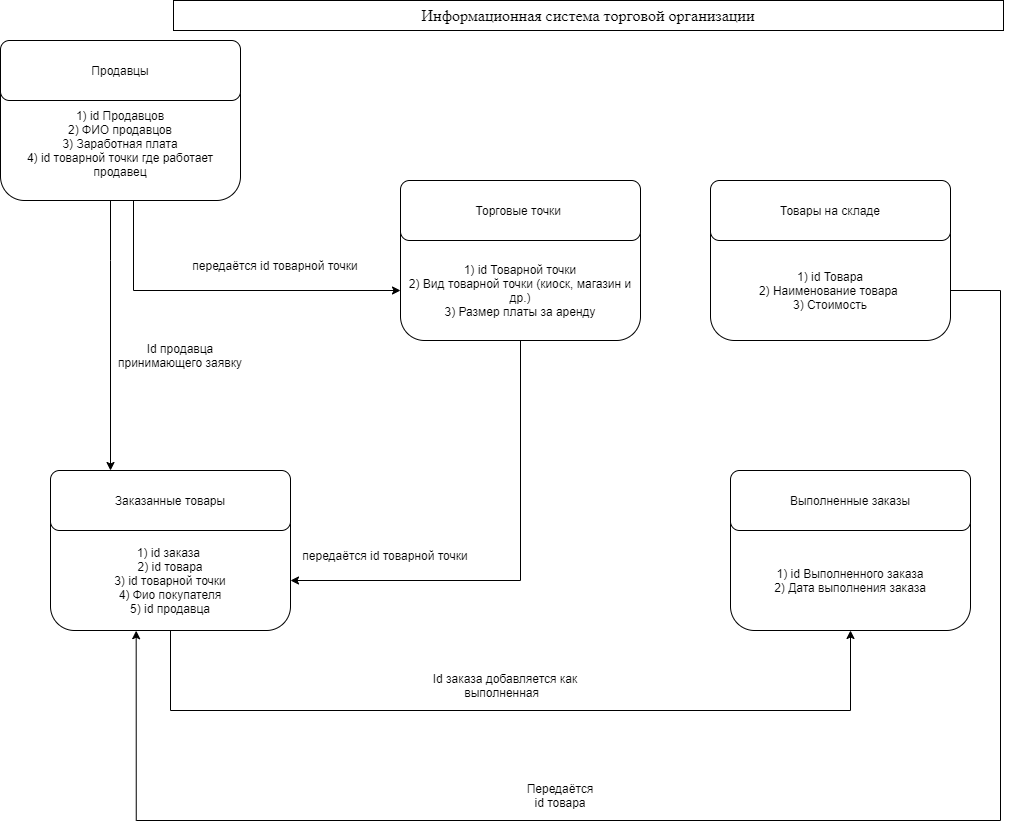 Информационная система торговой организации
Продавцы
1) id Продавцов
2) ФИО продавцов
3) Заработная плата
4) id товарной точки где работает
продавец
Торговые точки
1) id Товарной точки
2) Вид товарной точки (киоск, магазин и
др.)
3) Размер платы за аренду
Товары на складе
1) id Товара
2) Наименование товара
3) Стоимость
передаётся id товарной точки
Id продавца
принимающего заявку
Заказанные товары
1) id заказа
2) id товара
3) id товарной точки
4) Фио покупателя
5) id продавца
передаётся id товарной точки
Выполненные заказы
1) id Выполненного заказа
2) Дата выполнения заказа
Id заказа добавляется как
выполненная
Передаётся
id товара